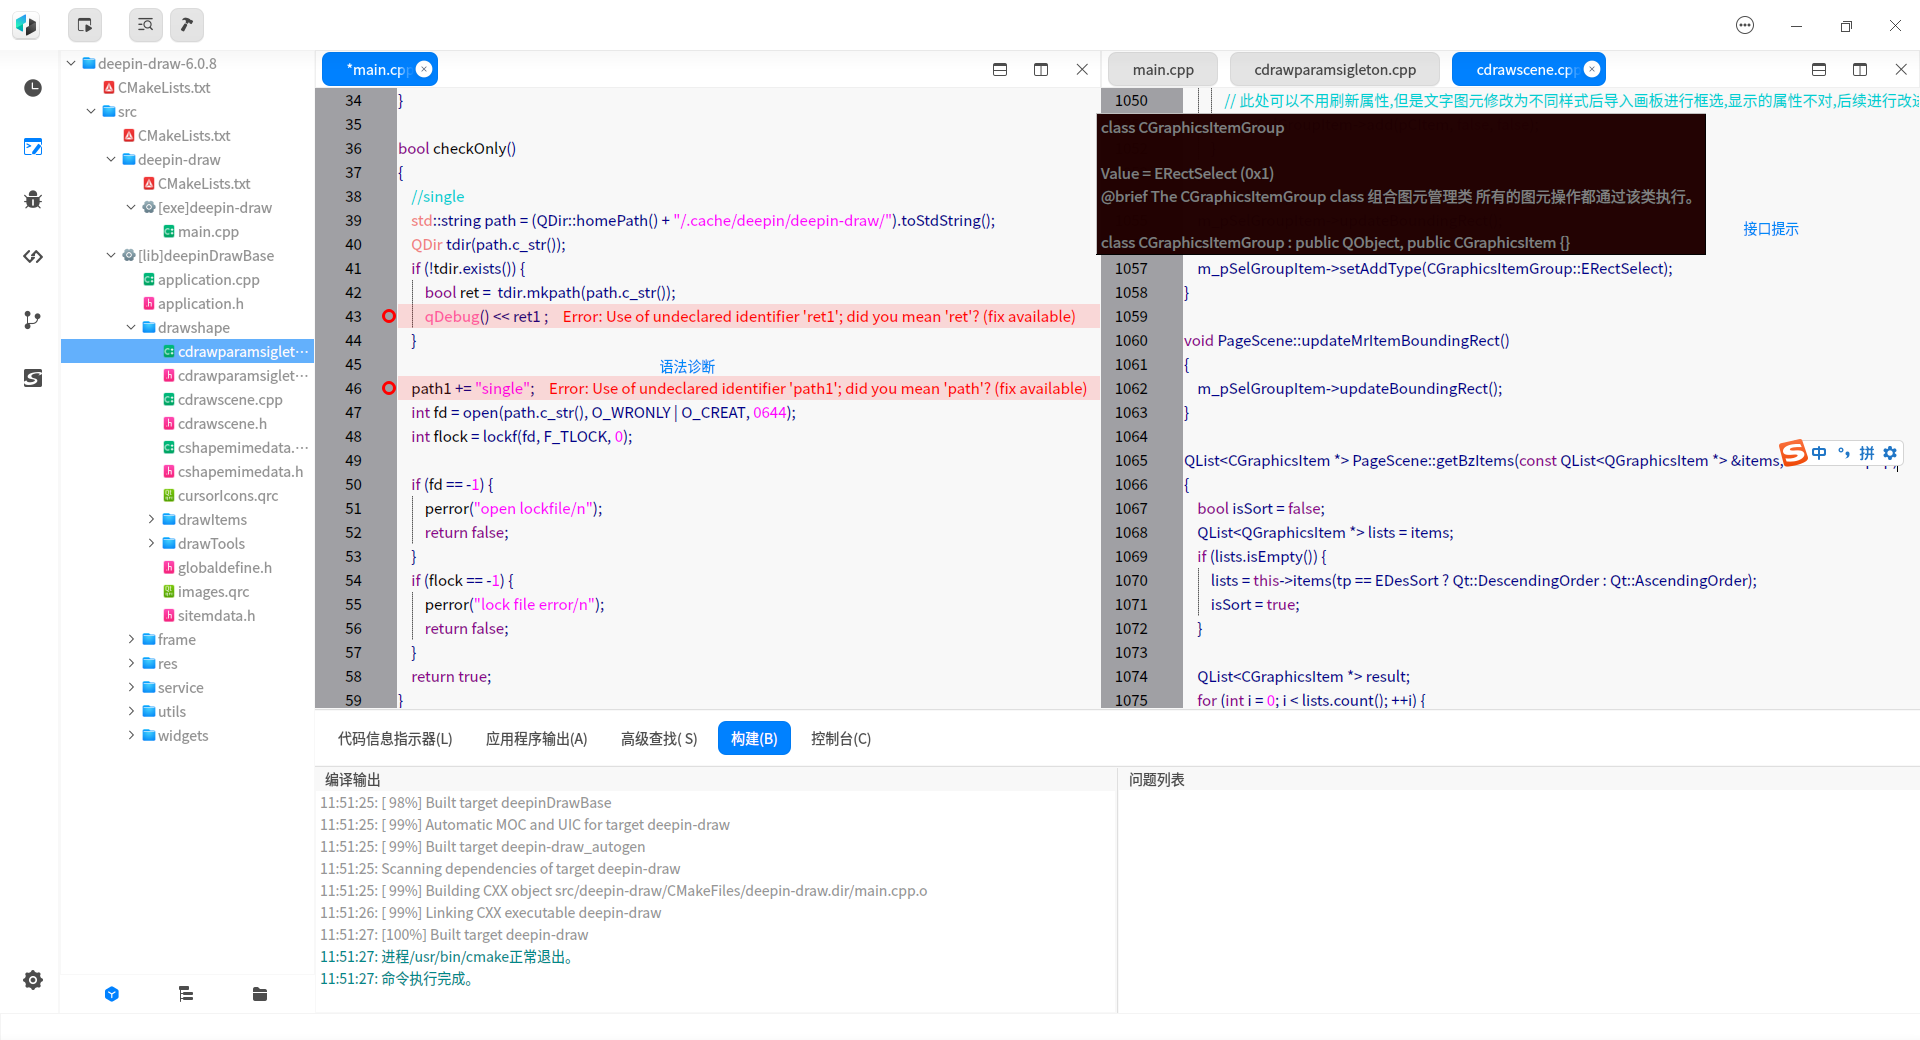 deepin-draw-6.0.8
CMakeLists.txt
src
CMakeLists.txt
deepin-draw
CMakeLists.txt
[exe]deepin-draw
main.cpp
[lib]deepinDrawBase
application.cpp
application.h
drawshape
cdrawparamsiglet···
cdrawparamsiglet···
cdrawscene.cpp
cdrawscene.h
cshapemimedata.···
cshapemimedata.h
cursorIcons.qrc
drawItems
drawTools
globaldefine.h
images.qrc
sitemdata.h
frame
res
service
utils
widgets
*main.cpp
34 }
35
36 bool checkOnly()
37 {
38 //single
39 std::string path = (QDir::homePath() + "/.cache/deepin/deepin-draw/").toStdString();
40 QDir tdir(path.c_str());
41 if (!tdir.exists()) {
42 bool ret = tdir.mkpath(path.c_str());
43 qDebug() << ret1 ; Error: Use of undeclared identifier 'ret1'; did you mean 'ret'? (fix available)
44 }
45
语法诊断
46 path1 += "single"; Error: Use of undeclared identifier 'path1'; did you mean 'path'? (fix available)
47 int fd = open(path.c_str(), O_WRONLY | O_CREAT, 0644);
48 int flock = lockf(fd, F_TLOCK, 0);
49
50 if (fd == -1) {
51 perror("open lockfile/n");
52 return false;
53 }
54 if (flock == -1) {
55 perror("lock file error/n");
56 return false;
57 }
58 return true;
59 }
main.cpp
cdrawparamsigleton.cpp
cdrawscene.cpp
1050 // 此处可以不用刷新属性,但是文字图元修改为不同样式后导入画板进行框选,显示的属性不对,后续进行改进
class CGraphicsItemGroup
Value = ERectSelect (0x1)
@brief The CGraphicsItemGroup class 组合图元管理类 所有的图元操作都通过该类执行。
class CGraphicsItemGroup : public QObject, public CGraphicsItem {}
接口提示
1057 m_pSelGroupItem->setAddType(CGraphicsItemGroup::ERectSelect);
1058 }
1059
1060 void PageScene::updateMrItemBoundingRect()
1061 {
1062 m_pSelGroupItem->updateBoundingRect();
1063 }
1064
1065 QList<CGraphicsItem *> PageScene::getBzItems(const QList<QGraphicsItem *> &items,
中 °, 拼
1066 {
1067 bool isSort = false;
1068 QList<QGraphicsItem *> lists = items;
1069 if (lists.isEmpty()) {
1070 lists = this->items(tp == EDesSort ? Qt::DescendingOrder : Qt::AscendingOrder);
1071 isSort = true;
1072 }
1073
1074 QList<CGraphicsItem *> result;
1075 for (int i = 0; i < lists.count(); ++i) {
代码信息指示器(L)
应用程序输出(A)
高级查找( S)
构建(B)
控制台(C)
编译输出
11:51:25: [ 98%] Built target deepinDrawBase
11:51:25: [ 99%] Automatic MOC and UIC for target deepin-draw
11:51:25: [ 99%] Built target deepin-draw_autogen
11:51:25: Scanning dependencies of target deepin-draw
11:51:25: [ 99%] Building CXX object src/deepin-draw/CMakeFiles/deepin-draw.dir/main.cpp.o
11:51:26: [ 99%] Linking CXX executable deepin-draw
11:51:27: [100%] Built target deepin-draw
11:51:27: 进程/usr/bin/cmake正常退出。
11:51:27: 命令执行完成。
问题列表